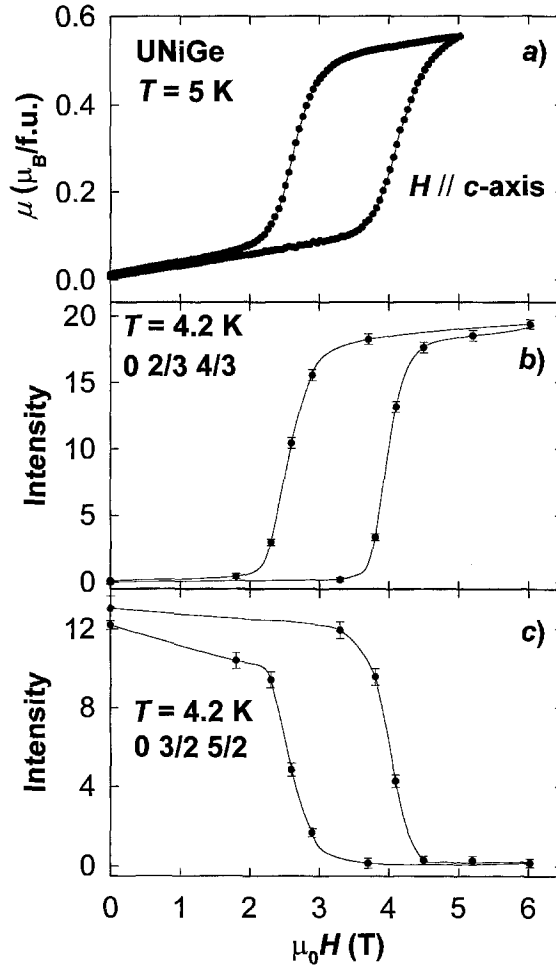 0.6
UNiGe
a)
T = 5 K
0.4
μ (μB/f.u.)
0.2
H // c-axis
0.0
20
T = 4.2 K
0 2/3 4/3
b)
15
Intensity
10
5
0
c)
12
T = 4.2 K
0 3/2 5/2
8
Intensity
4
0
0 1 2 3 4 5 6
μ0H (T)